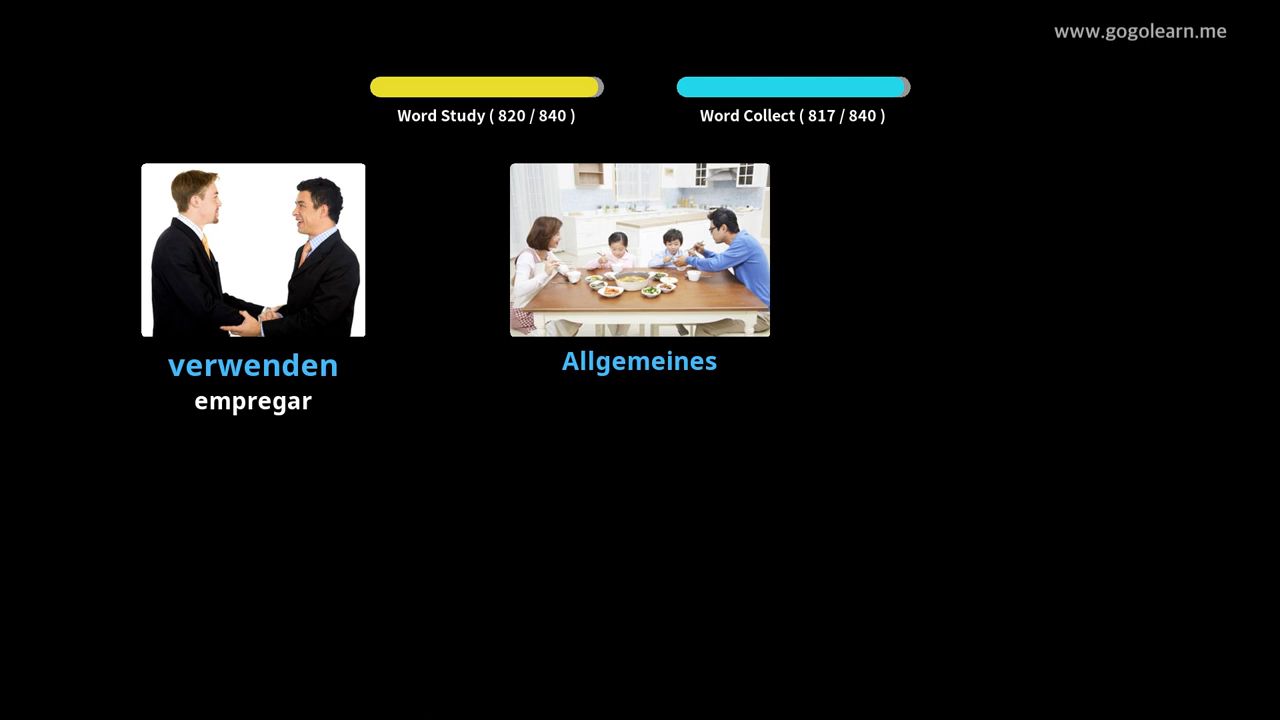 www.gogolearn.me
Word Study ( 820 / 840 )
Word Collect ( 817 / 840 )
verwenden
empregar
Allgemeines